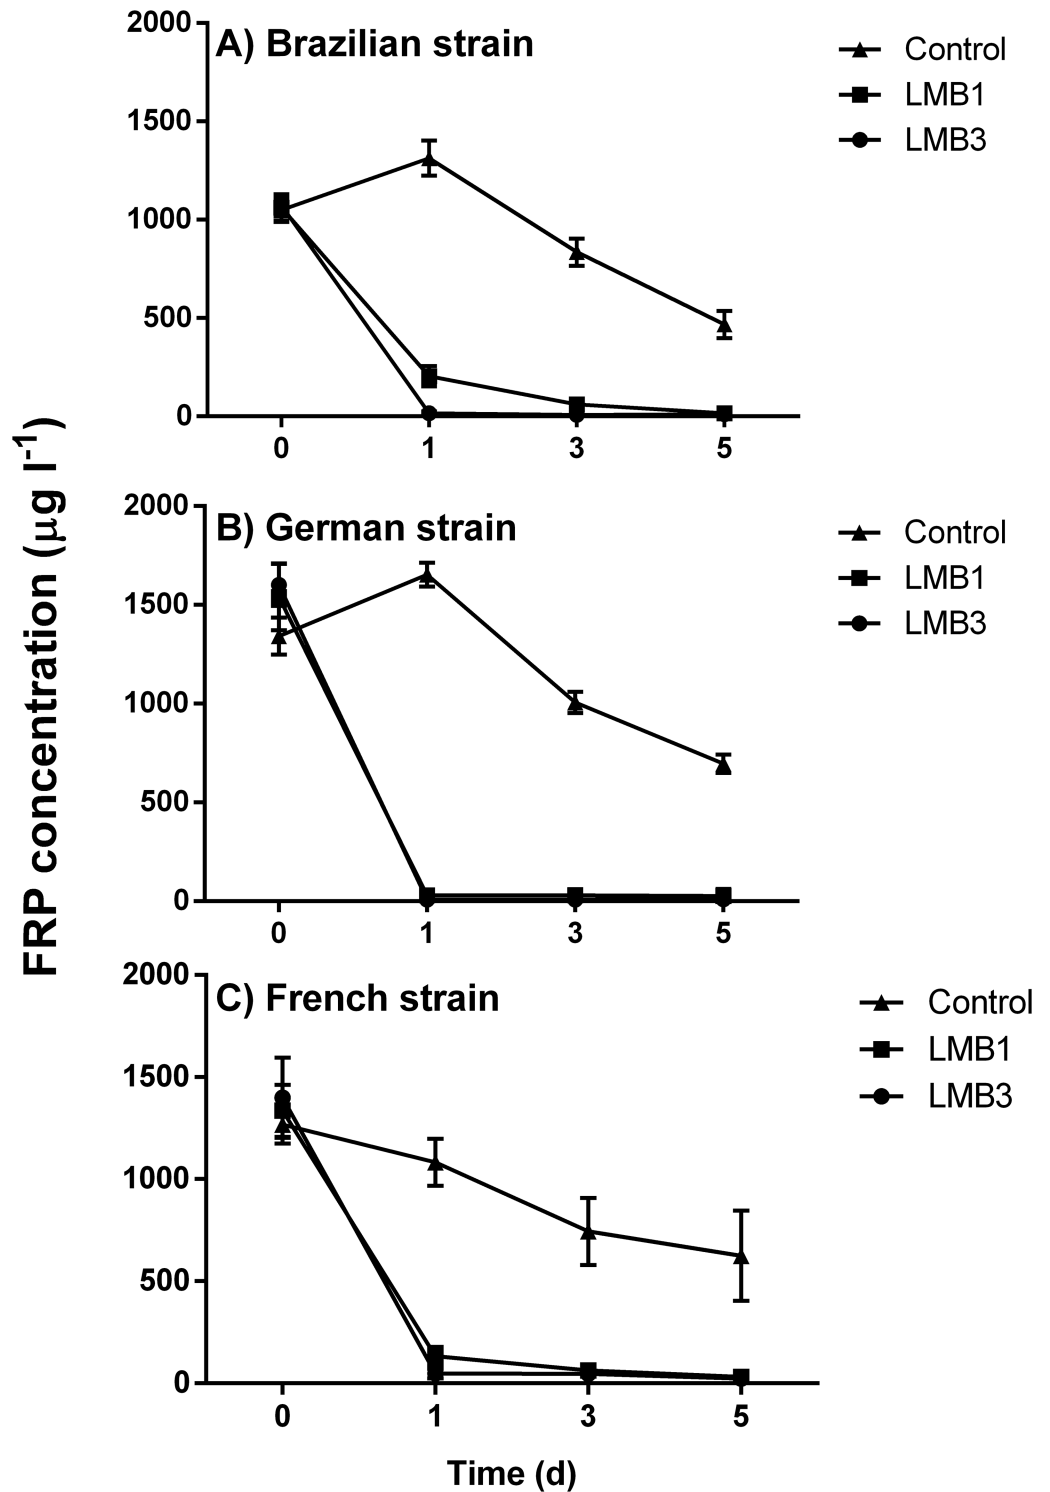 FRP concentration (µg l⁻¹)
A) Brazilian strain
2000
1500
1000
500
0
0 1 3 5
Control
LMB1
LMB3
B) German strain
2000
1500
1000
500
0
0 1 3 5
Control
LMB1
LMB3
C) French strain
2000
1500
1000
500
0
0 1 3 5
Control
LMB1
LMB3
Time (d)